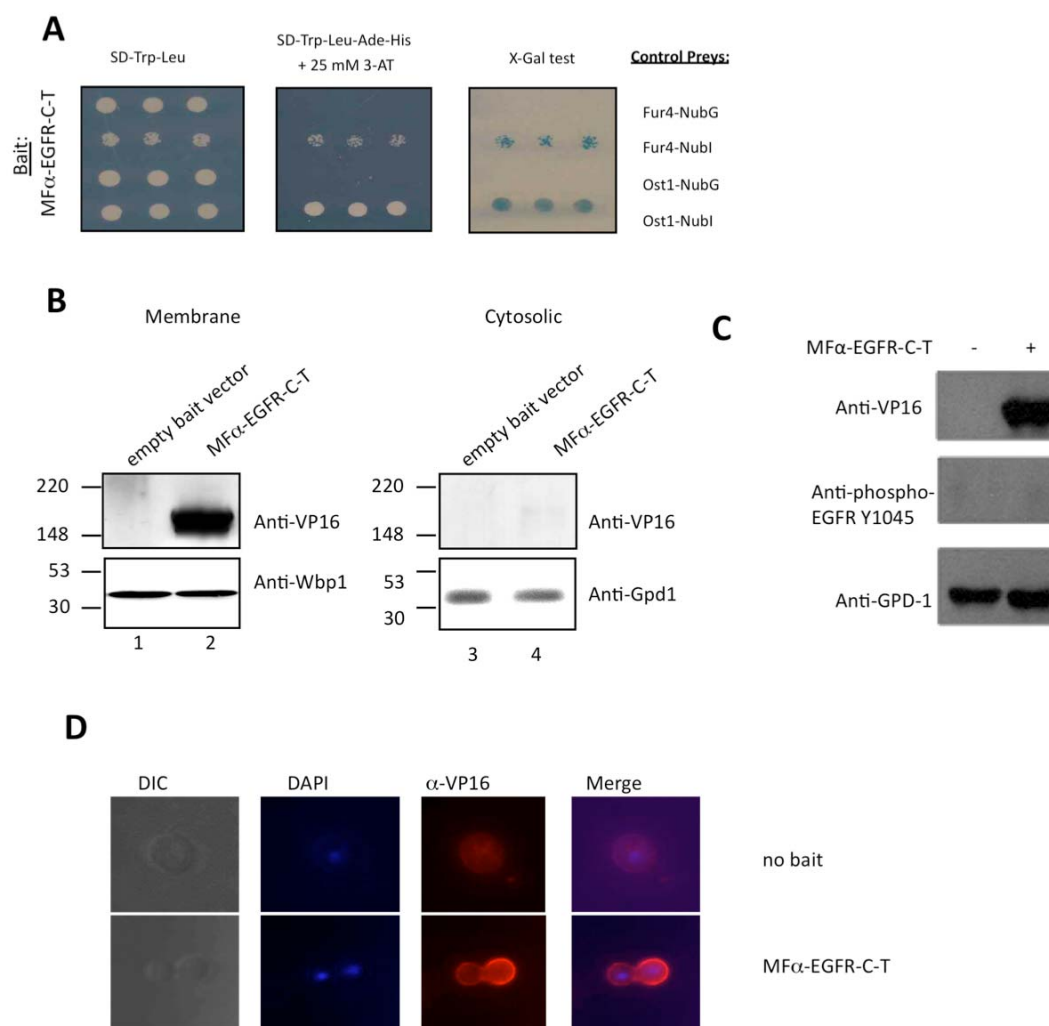 A
SD-Trp-Leu
SD-Trp-Leu-Ade-His
+ 25 mM 3-AT
X-Gal test
Control Preys:
Bait:
MFα-EGFR-C-T
Fur4-NubG
Fur4-NubI
Ost1-NubG
Ost1-NubI
B
Membrane
Cytosolic
empty bait vector
MFα-EGFR-C-T
empty bait vector
MFα-EGFR-C-T
220
148
Anti-VP16
53
30
Anti-Wbp1
1
2
220
148
Anti-VP16
53
30
Anti-Gpd1
3
4
C
MFα-EGFR-C-T - +
Anti-VP16
Anti-phospho-
EGFR Y1045
Anti-GPD-1
D
DIC
DAPI
α-VP16
Merge
no bait
MFα-EGFR-C-T